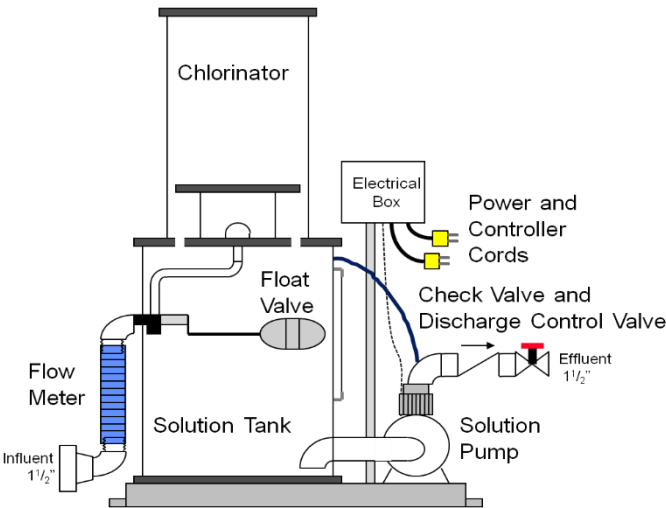 Chlorinator
Electrical
Box
Power and
Controller
Cords
Float
Valve
Check Valve and
Discharge Control Valve
Effluent
1 1/2"
Flow
Meter
Solution Tank
Solution
Pump
Influent
1 1/2"